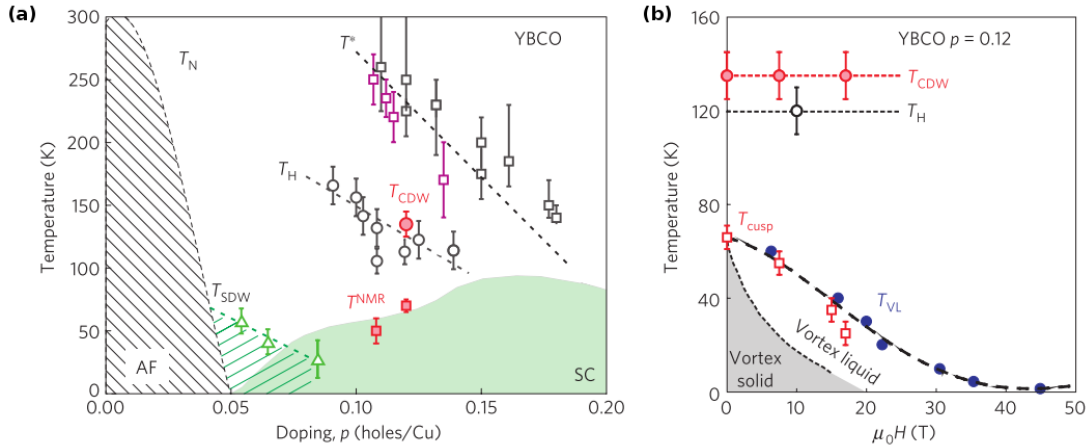 (a)
YBCO
T_N
T*
T_H
T_CDW
T_SDW
T^NMR
AF
SC
Temperature (K)
300
250
200
150
100
50
0
0.00
0.05
0.10
0.15
0.20
Doping, p (holes/Cu)
(b)
YBCO p = 0.12
T_CDW
T_H
T_cusp
T_VL
Vortex liquid
Vortex
solid
Temperature (K)
160
120
80
40
0
0
10
20
30
40
50
μ₀H (T)